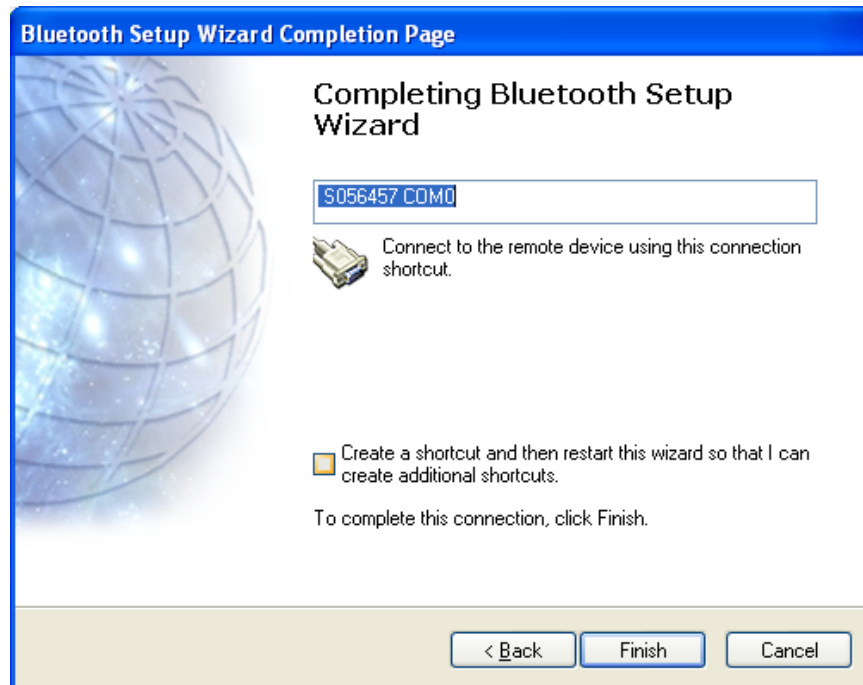 Bluetooth Setup Wizard Completion Page
Completing Bluetooth Setup
Wizard
S056457 COM0
Connect to the remote device using this connection
shortcut.
Create a shortcut and then restart this wizard so that I can
create additional shortcuts.
To complete this connection, click Finish.
< Back
Finish
Cancel